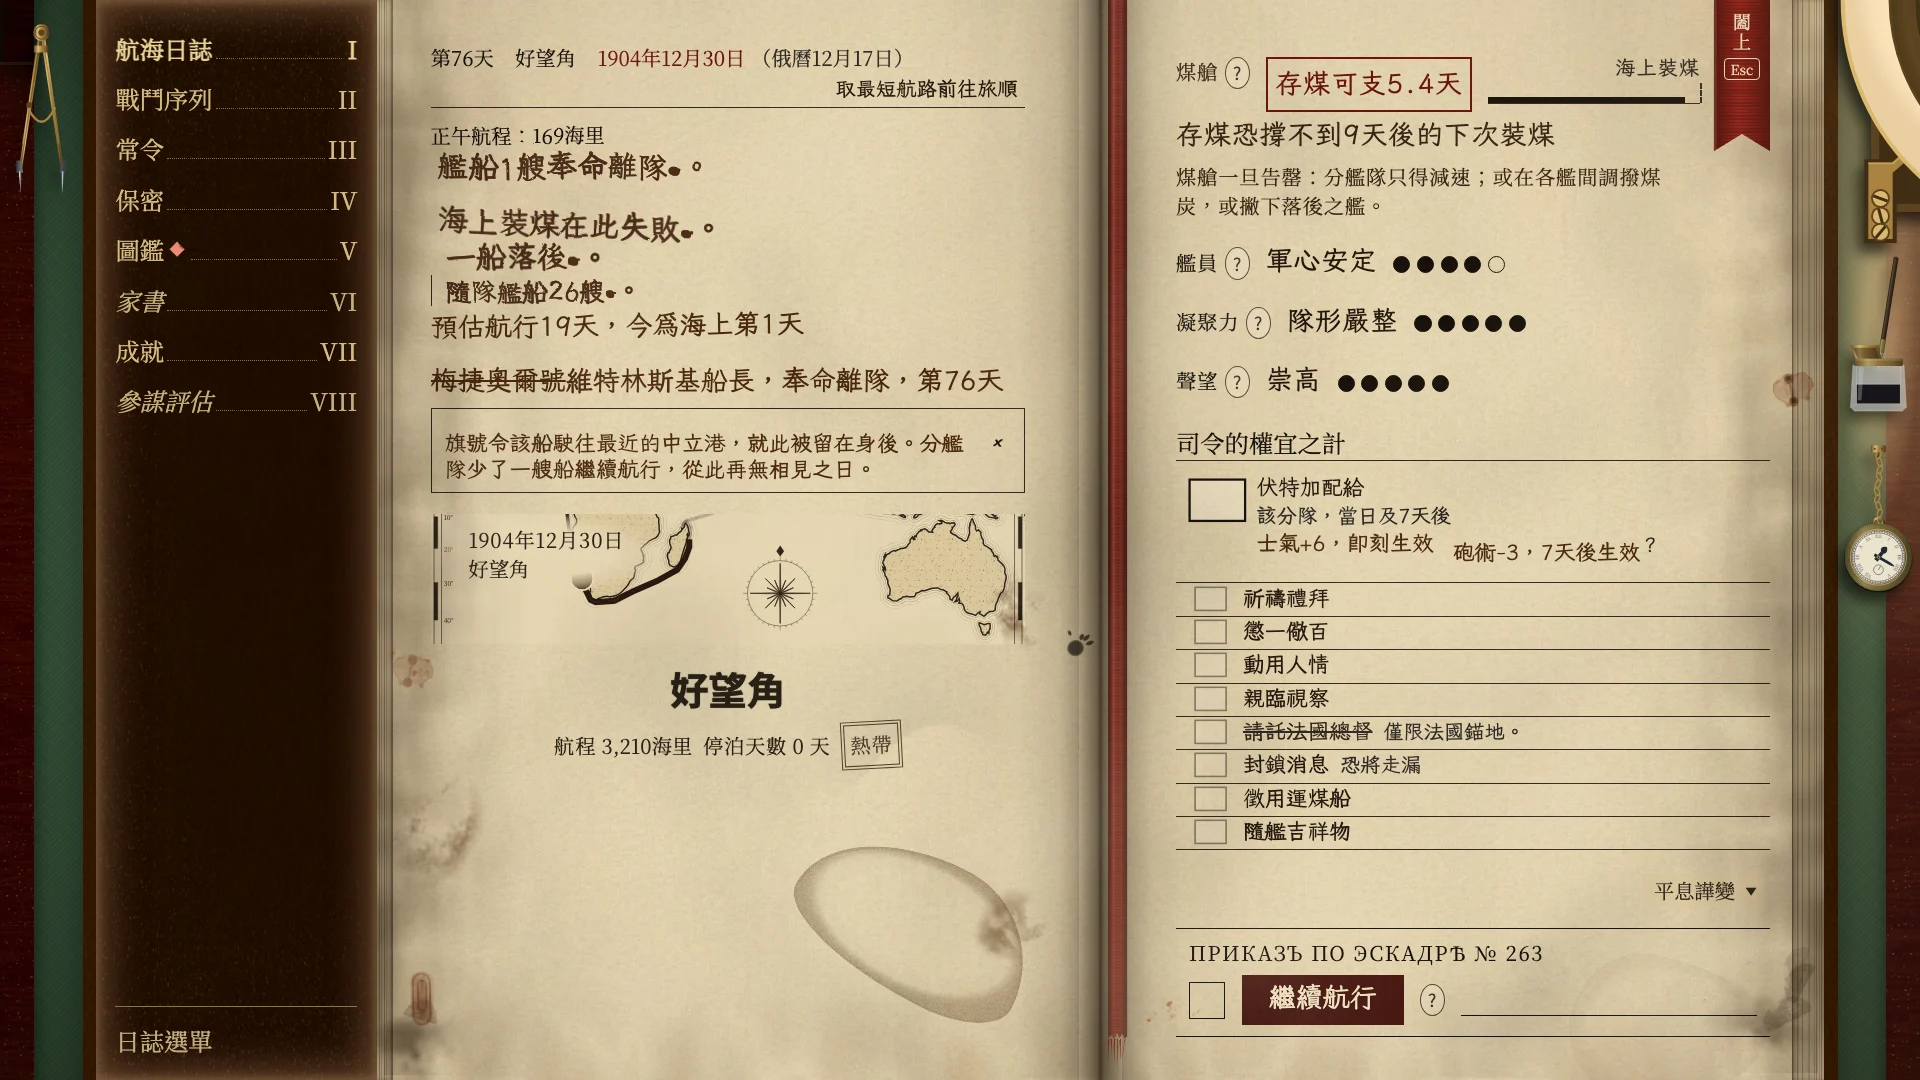 航海日誌 I
戰鬥序列 II
常令 III
保密 IV
圖鑑 V
家書 VI
成就 VII
參謀評估 VIII
日誌選單
第76天 好望角 1904年12月30日 （俄曆12月17日）
取最短航路前往旅順
正午航程：169海里
艦船1艘奉命離隊。
海上裝煤在此失敗。
一船落後。
隨隊艦船26艘。
預估航行19天，今為海上第1天
梅捷奧爾號維特林斯基船長，奉命離隊，第76天
旗號令該船駛往最近的中立港，就此被留在身後。分艦
隊少了一艘船繼續航行，從此再無相見之日。
×
10°
20°
30°
40°
1904年12月30日
好望角
好望角
航程 3,210海里 停泊天數 0 天 熱帶
闔上
Esc
煤艙 ? 存煤可支5.4天 海上裝煤
存煤恐撐不到9天後的下次裝煤
煤艙一旦告罄：分艦隊只得減速；或在各艦間調撥煤
炭，或撇下落後之艦。
艦員 ? 軍心安定
凝聚力 ? 隊形嚴整
聲望 ? 崇高
司令的權宜之計
伏特加配給
該分隊，當日及7天後
士氣+6，即刻生效 砲術-3，7天後生效 ?
祈禱禮拜
懲一儆百
動用人情
親臨視察
請託法國總督 僅限法國錨地。
封鎖消息 恐將走漏
徵用運煤船
隨艦吉祥物
平息譁變 ▼
ПРИКАЗЪ ПО ЭСКАДРѢ № 263
繼續航行 ?